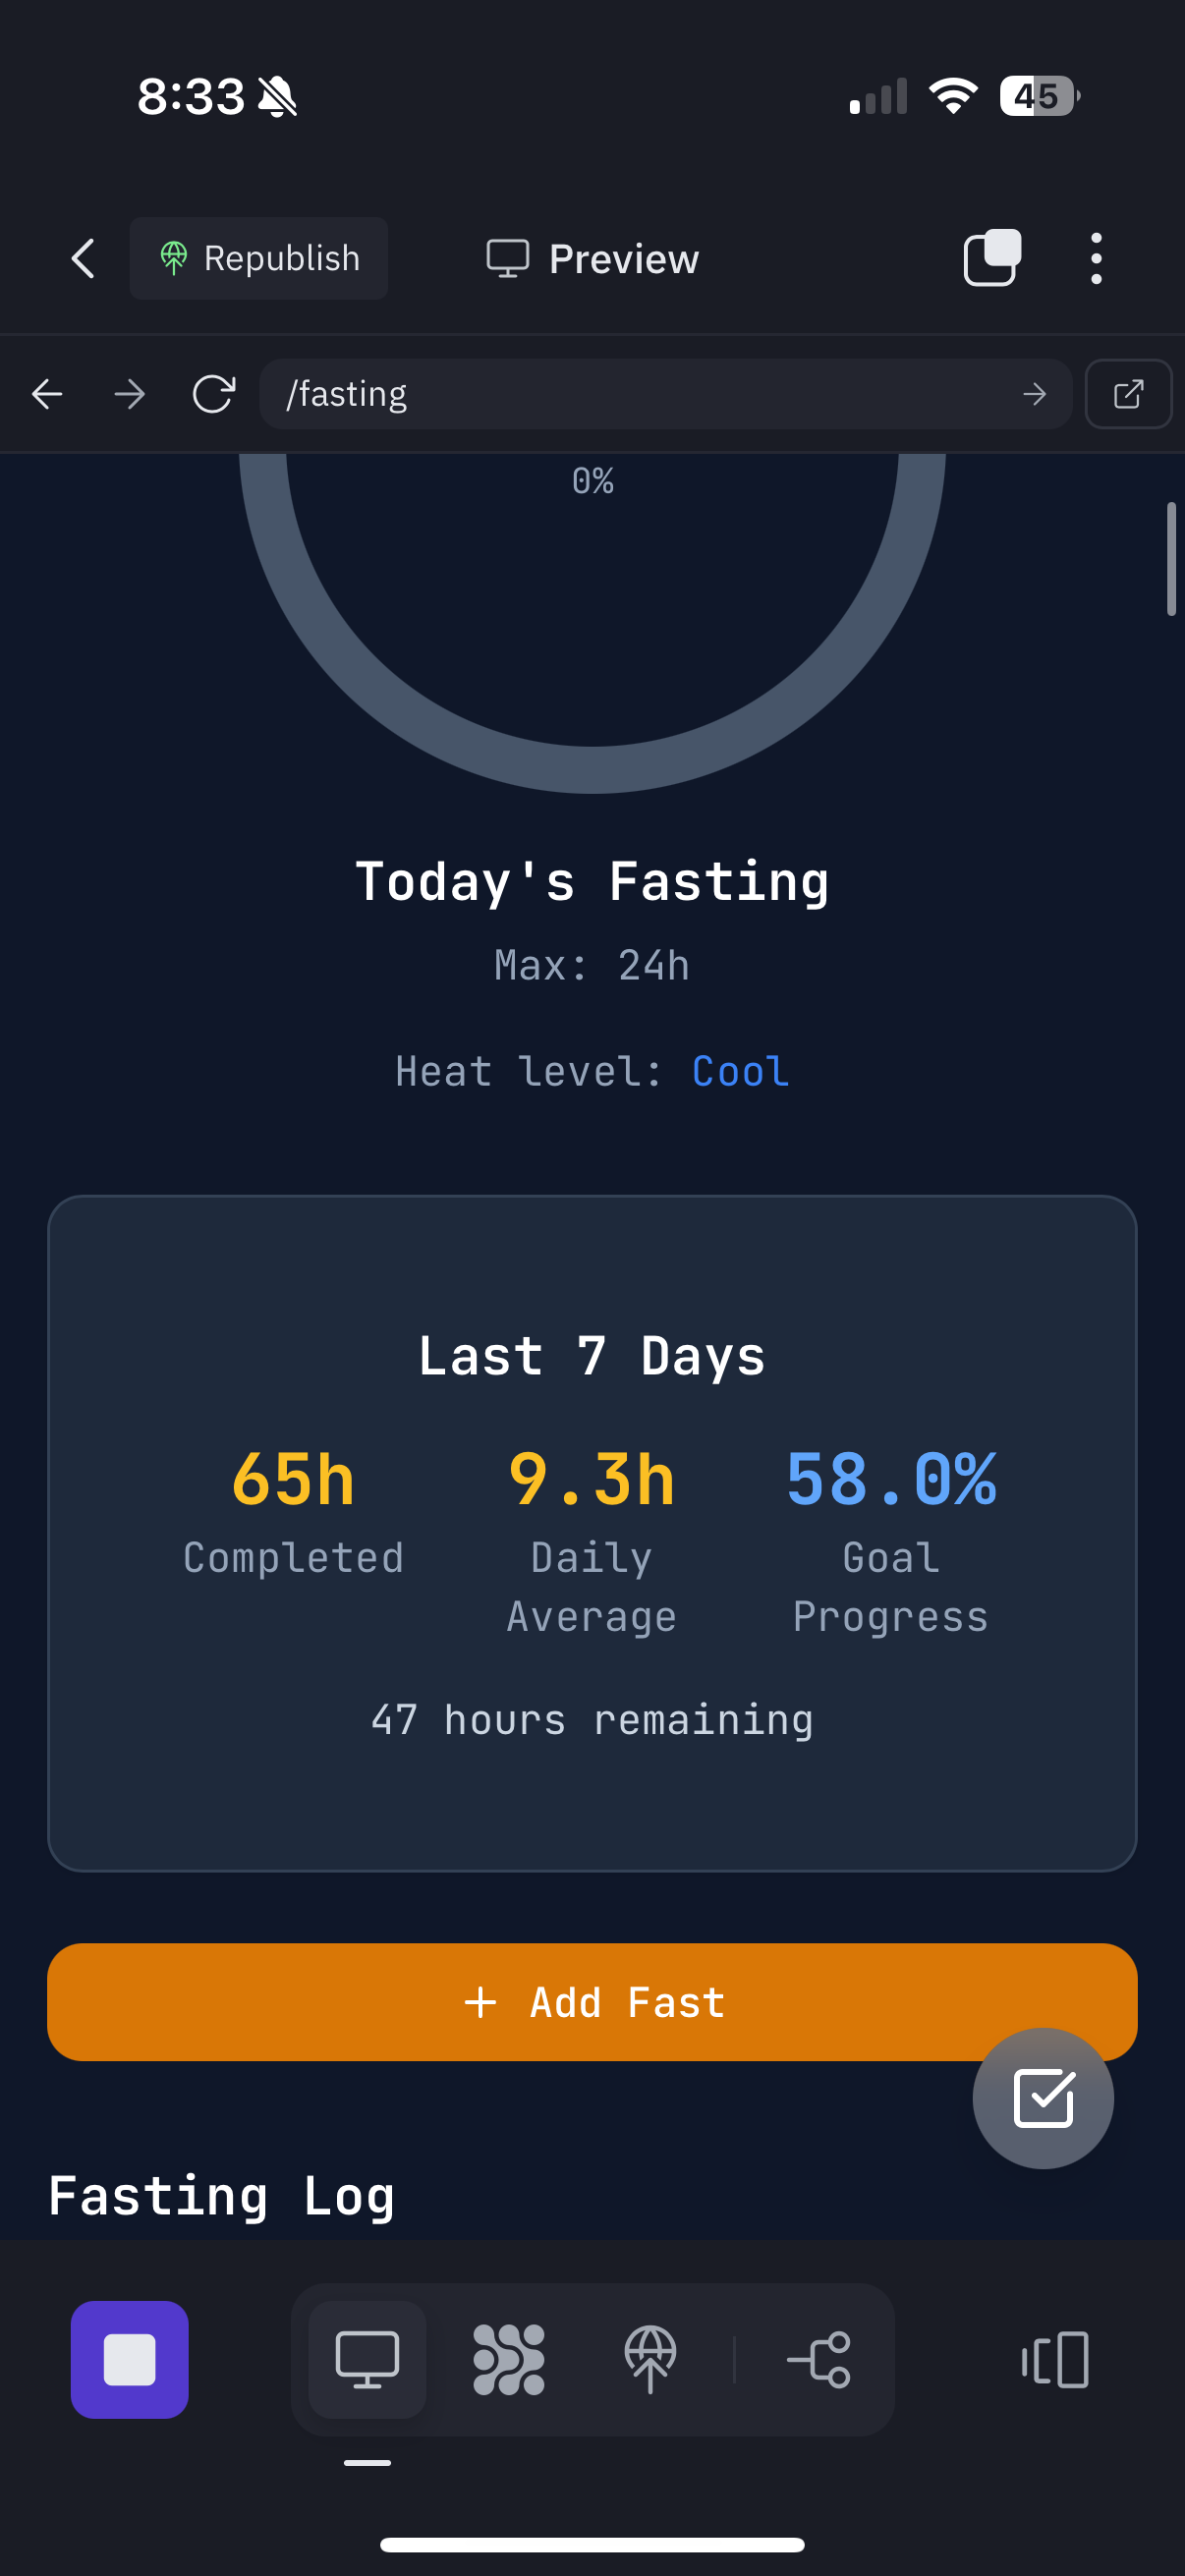 8:33
45
Republish
Preview
/fasting
0%
Today's Fasting
Max: 24h
Heat level: Cool
Last 7 Days
65h 9.3h 58.0%
Completed Daily Average Goal Progress
47 hours remaining
+ Add Fast
Fasting Log